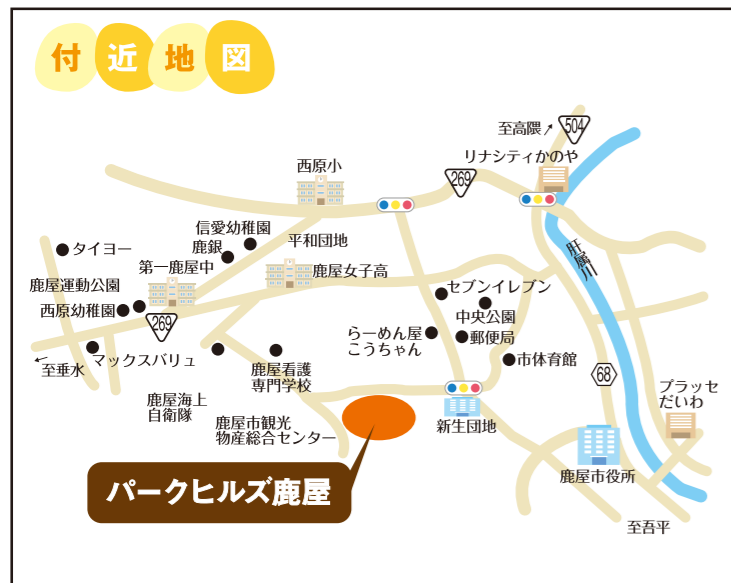 付近地図
至高隈
504
リナシティかのや
西原小
269
信愛幼稚園
鹿銀
平和団地
タイヨー
肝属川
第一鹿屋中
鹿屋女子高
鹿屋運動公園
西原幼稚園
セブンイレブン
中央公園
269
らーめん屋
こうちゃん
郵便局
マックスバリュ
至垂水
市体育館
鹿屋看護
専門学校
68
プラッセ
だいわ
鹿屋海上
自衛隊
鹿屋市観光
物産総合センター
新生団地
鹿屋市役所
パークヒルズ鹿屋
至吾平